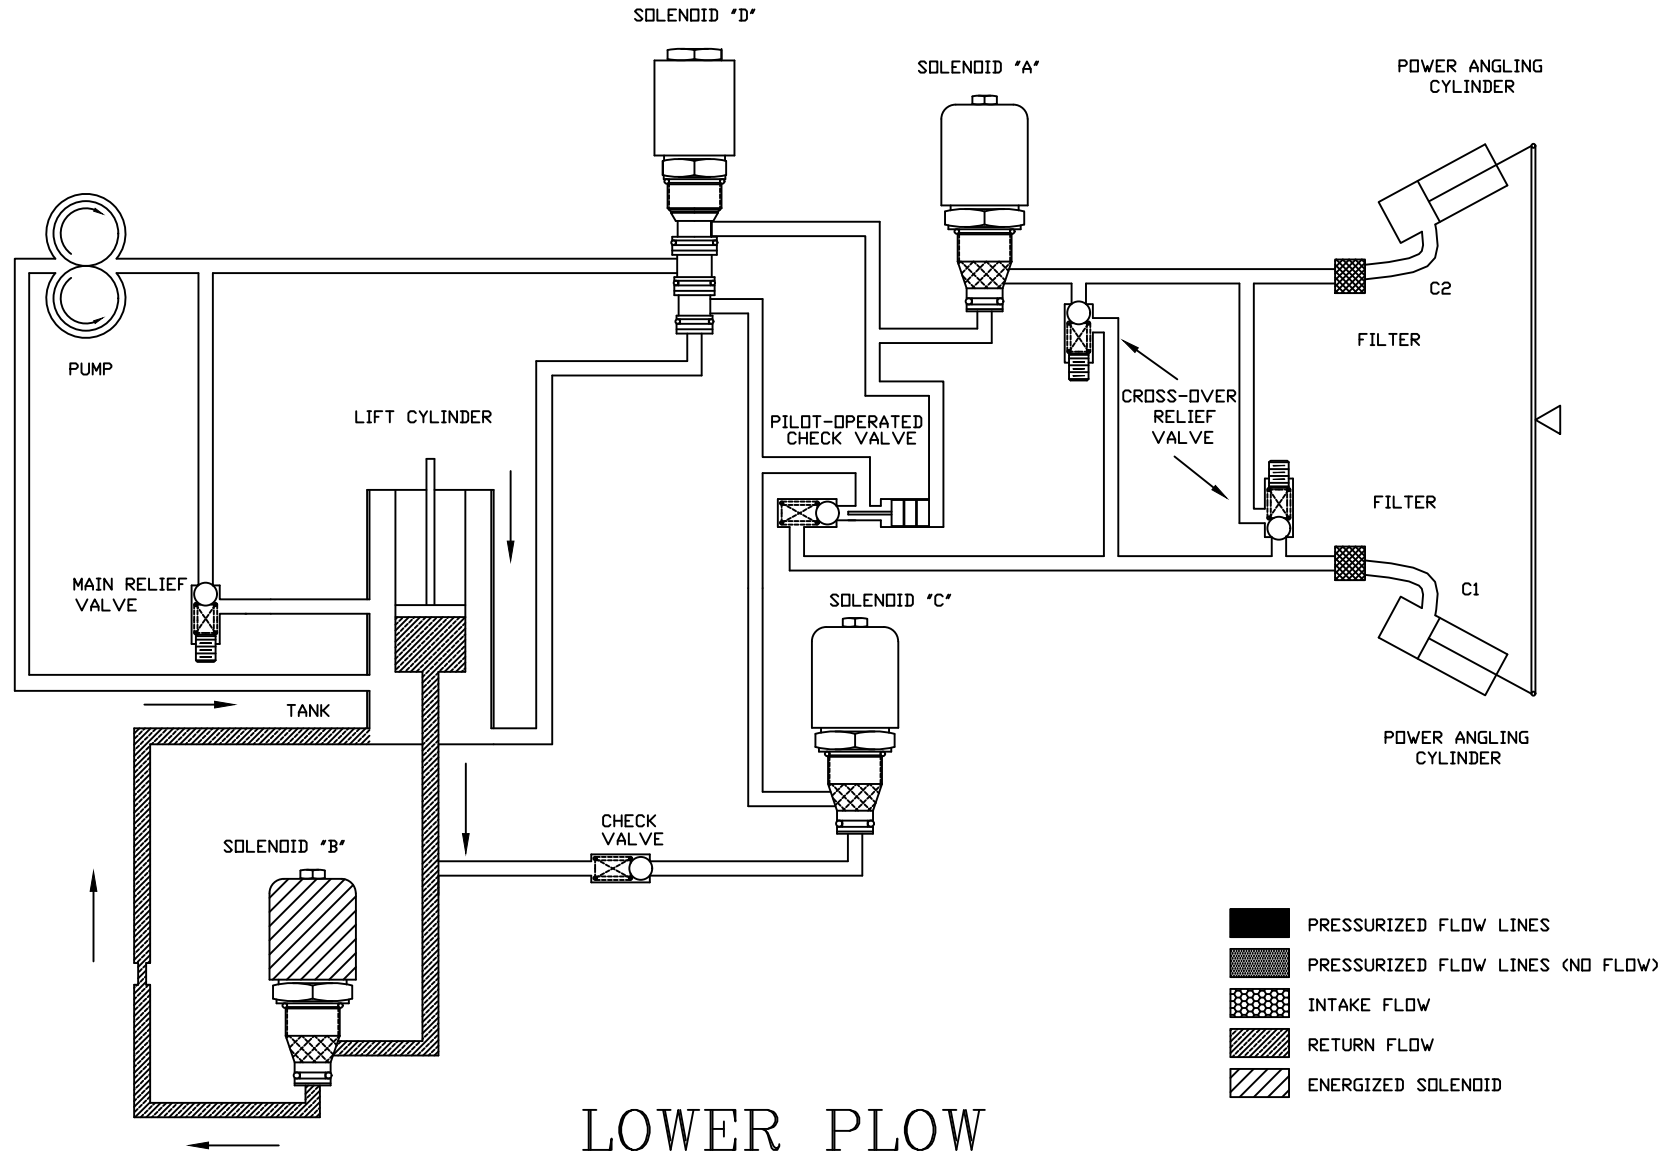 SOLENOID "D"
SOLENOID "A"
POWER ANGLING
CYLINDER
C2
PUMP
FILTER
LIFT CYLINDER
PILOT-OPERATED
CHECK VALVE
CROSS-OVER
RELIEF
VALVE
FILTER
MAIN RELIEF
VALVE
SOLENOID "C"
C1
TANK
POWER ANGLING
CYLINDER
CHECK
VALVE
SOLENOID "B"
PRESSURIZED FLOW LINES
PRESSURIZED FLOW LINES (NO FLOW)
INTAKE FLOW
RETURN FLOW
ENERGIZED SOLENOID
LOWER PLOW